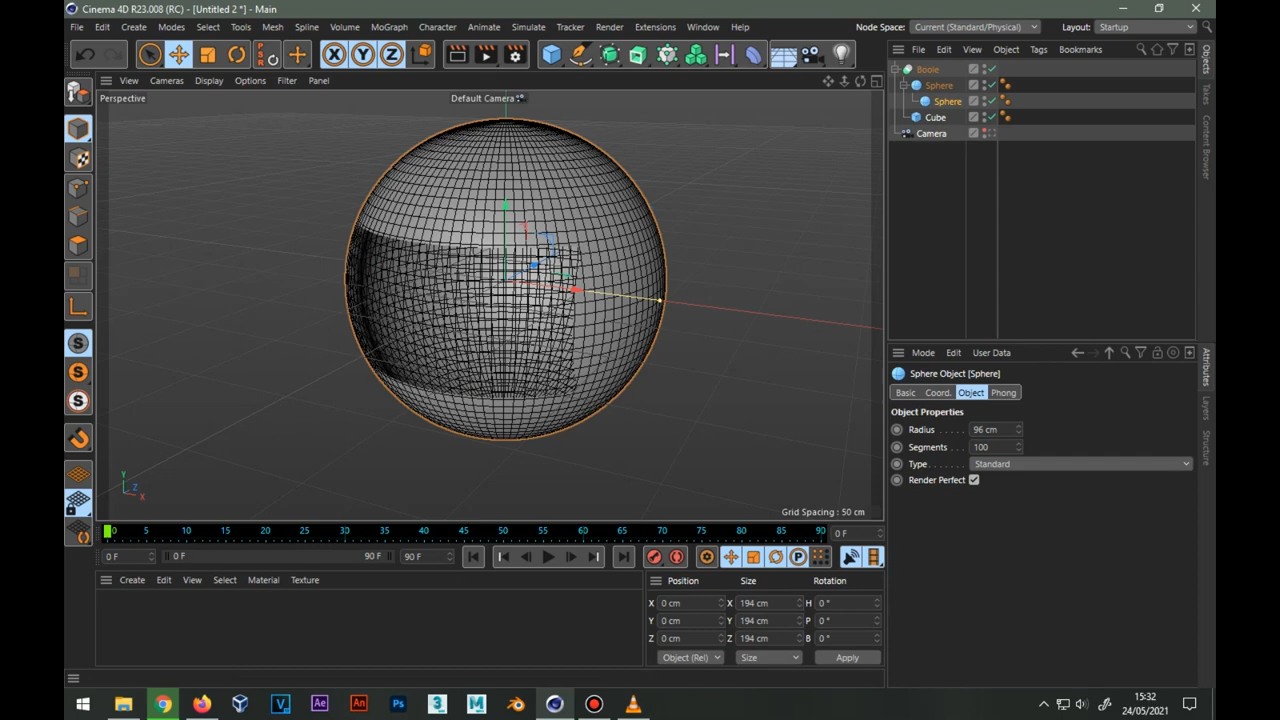 Cinema 4D R23.008 (RC) - [Untitled 2 *] - Main
File Edit Create Modes Select Tools Mesh Spline Volume MoGraph Character Animate Simulate Tracker Render Extensions Window Help Node Space: Current (Standard/Physical) Layout: Startup
X Y Z
View Cameras Display Options Filter Panel
Perspective
Default Camera
Grid Spacing : 50 cm
Y
Z
X
File Edit View Object Tags Bookmarks
Boole
Sphere
Sphere
Cube
Camera
Objects
Takes
Content Browser
Mode Edit User Data
Sphere Object [Sphere]
Basic Coord. Object Phong
Object Properties
Radius 96 cm
Segments 100
Type Standard
Render Perfect
Attributes
Layers
Structure
0 5 10 15 20 25 30 35 40 45 50 55 60 65 70 75 80 85 90 0 F
0 F 0 F 90 F 90 F
Create Edit View Select Material Texture
Position Size Rotation
X 0 cm X 194 cm H 0 °
Y 0 cm Y 194 cm P 0 °
Z 0 cm Z 194 cm B 0 °
Object (Rel) Size Apply
15:32
24/05/2021